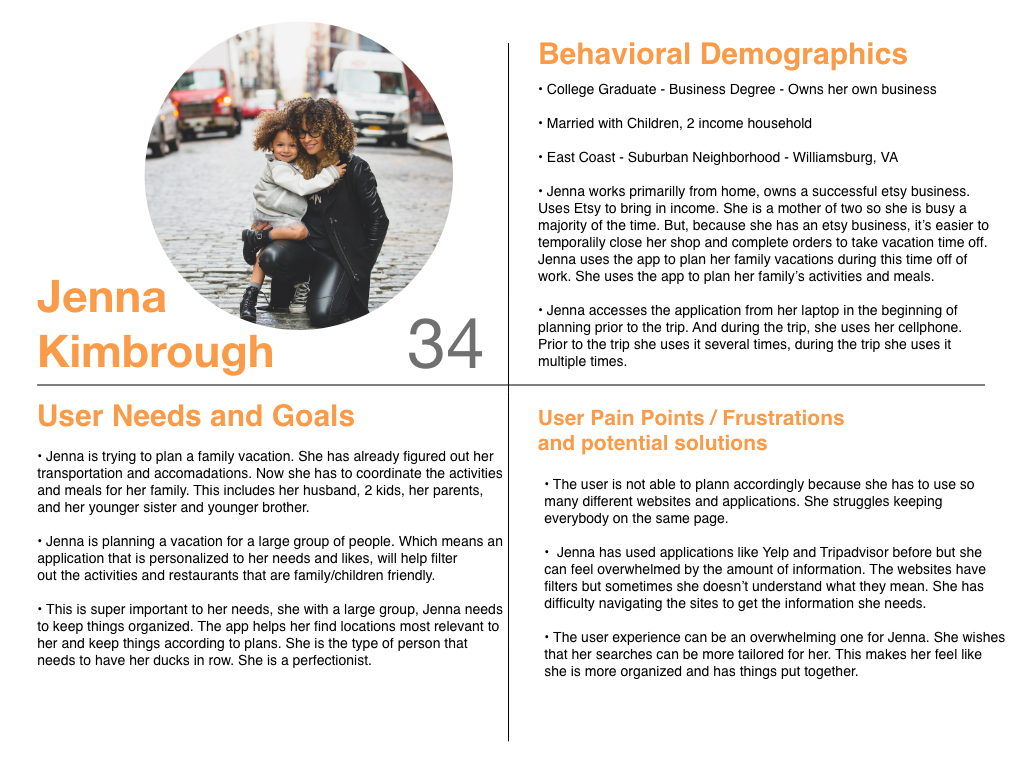 Jenna
Kimbrough
34
Behavioral Demographics
• College Graduate - Business Degree - Owns her own business
• Married with Children, 2 income household
• East Coast - Suburban Neighborhood - Williamsburg, VA
• Jenna works primarilly from home, owns a successful etsy business.
Uses Etsy to bring in income. She is a mother of two so she is busy a
majority of the time. But, because she has an etsy business, it's easier to
temporalily close her shop and complete orders to take vacation time off.
Jenna uses the app to plan her family vacations during this time off of
work. She uses the app to plan her family's activities and meals.
• Jenna accesses the application from her laptop in the beginning of
planning prior to the trip. And during the trip, she uses her cellphone.
Prior to the trip she uses it several times, during the trip she uses it
multiple times.
User Needs and Goals
• Jenna is trying to plan a family vacation. She has already figured out her
transportation and accomadations. Now she has to coordinate the activities
and meals for her family. This includes her husband, 2 kids, her parents,
and her younger sister and younger brother.
• Jenna is planning a vacation for a large group of people. Which means an
application that is personalized to her needs and likes, will help filter
out the activities and restaurants that are family/children friendly.
• This is super important to her needs, she with a large group, Jenna needs
to keep things organized. The app helps her find locations most relevant to
her and keep things according to plans. She is the type of person that
needs to have her ducks in row. She is a perfectionist.
User Pain Points / Frustrations
and potential solutions
• The user is not able to plann accordingly because she has to use so
many different websites and applications. She struggles keeping
everybody on the same page.
• Jenna has used applications like Yelp and Tripadvisor before but she
can feel overwhelmed by the amount of information. The websites have
filters but sometimes she doesn't understand what they mean. She has
difficulty navigating the sites to get the information she needs.
• The user experience can be an overwhelming one for Jenna. She wishes
that her searches can be more tailored for her. This makes her feel like
she is more organized and has things put together.